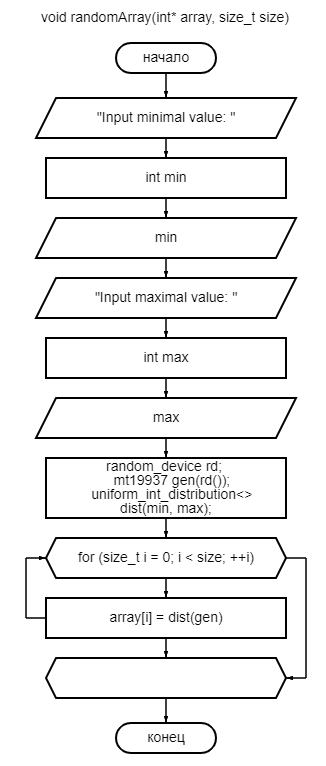 void randomArray(int* array, size_t size)
начало
"Input minimal value: "
int min
min
"Input maximal value: "
int max
max
random_device rd;
mt19937 gen(rd());
uniform_int_distribution<>
dist(min, max);
for (size_t i = 0; i < size; ++i)
array[i] = dist(gen)
конец